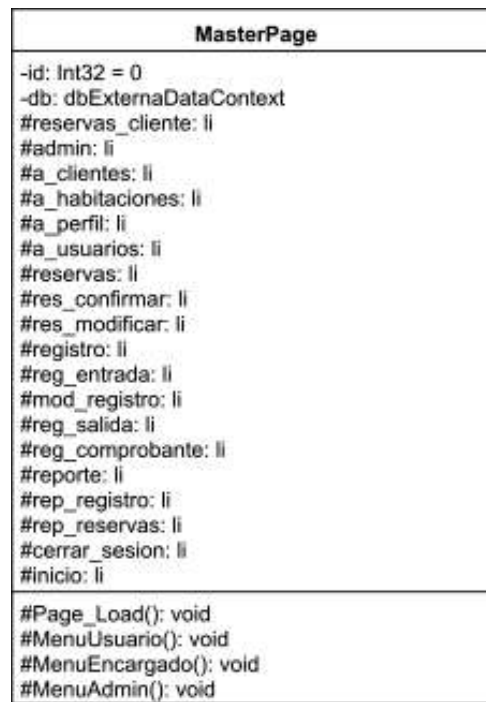 MasterPage
-id: Int32 = 0
-db: dbExternaDataContext
#reservas_cliente: li
#admin: li
#a_clientes: li
#a_habitaciones: li
#a_perfil: li
#a_usuarios: li
#reservas: li
#res_confirmar: li
#res_modificar: li
#registro: li
#reg_entrada: li
#mod_registro: li
#reg_salida: li
#reg_comprobante: li
#reporte: li
#rep_registro: li
#rep_reservas: li
#cerrar_sesion: li
#inicio: li
#Page_Load(): void
#MenuUsuario(): void
#MenuEncargado(): void
#MenuAdmin(): void